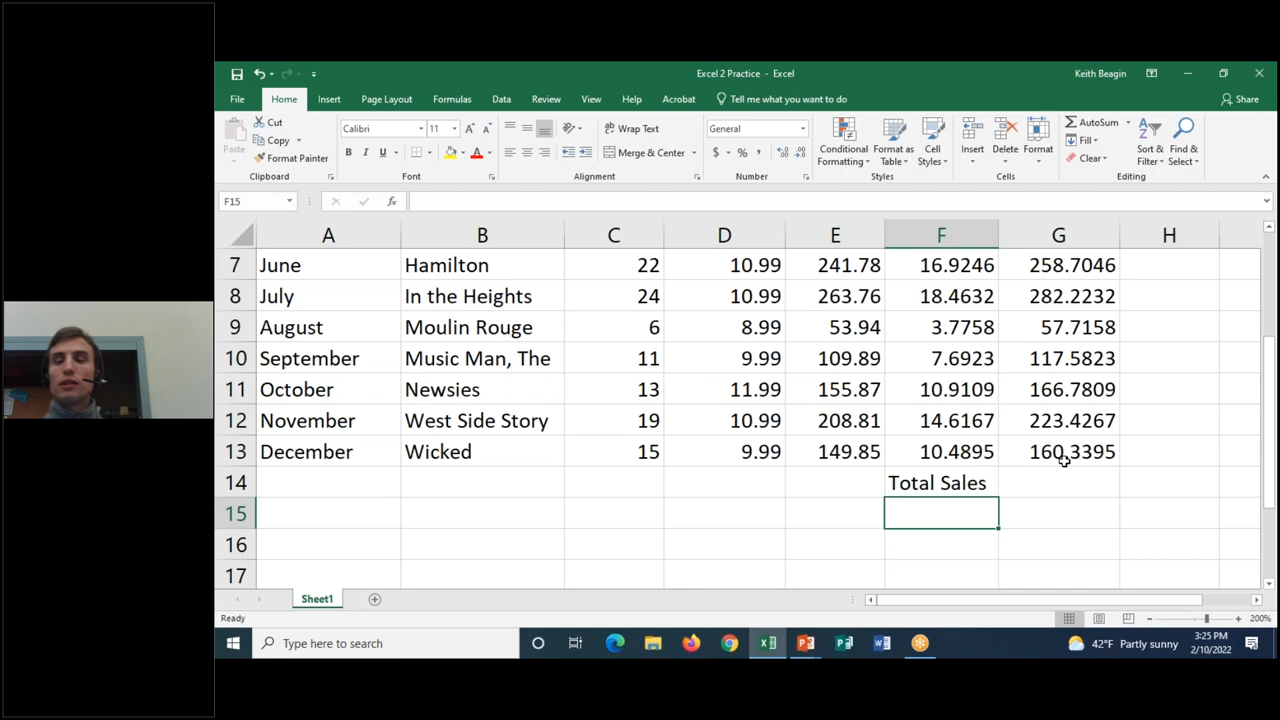 Excel 2 Practice - Excel
Keith Beagin
File Home Insert Page Layout Formulas Data Review View Help Acrobat Tell me what you want to do Share
Paste
Cut
Copy
Format Painter
Clipboard
Calibri 11 A A
B I U A
Font
Wrap Text
Merge & Center
Alignment
General
$ % ,
Number
Conditional Formatting
Format as Table
Cell Styles
Styles
Insert Delete Format
Cells
AutoSum
Fill
Clear
Sort & Filter
Find & Select
Editing
F15 fx
A B C D E F G H
7 June Hamilton 22 10.99 241.78 16.9246 258.7046
8 July In the Heights 24 10.99 263.76 18.4632 282.2232
9 August Moulin Rouge 6 8.99 53.94 3.7758 57.7158
10 September Music Man, The 11 9.99 109.89 7.6923 117.5823
11 October Newsies 13 11.99 155.87 10.9109 166.7809
12 November West Side Story 19 10.99 208.81 14.6167 223.4267
13 December Wicked 15 9.99 149.85 10.4895 160.3395
14 Total Sales
15
16
17
Sheet1
Ready 200%
Type here to search
42°F Partly sunny
3:25 PM
2/10/2022